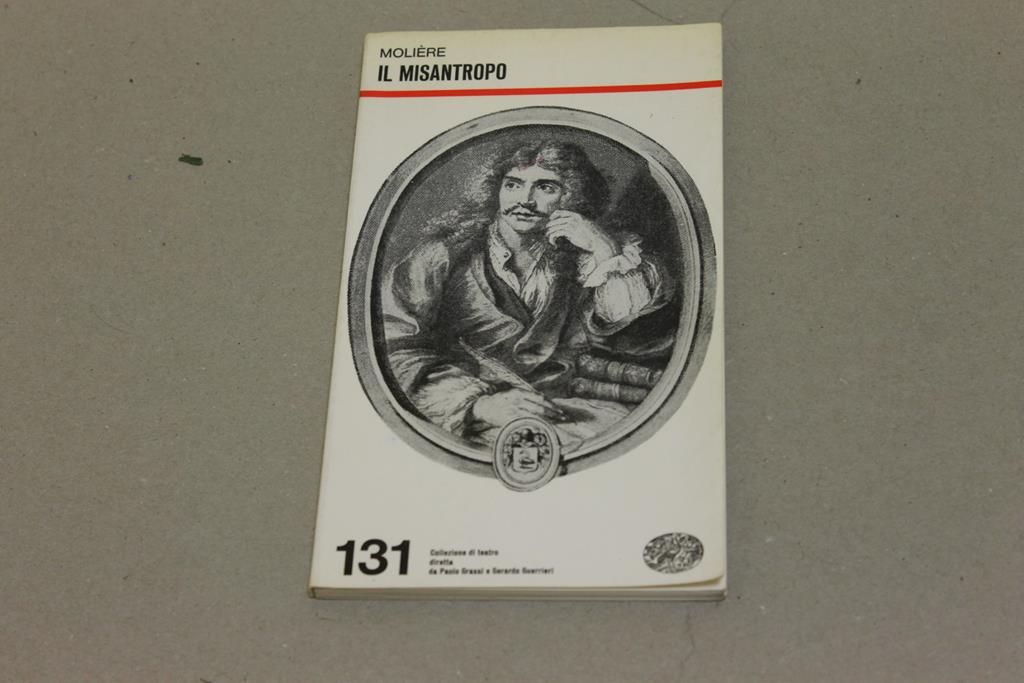 MOLIÈRE
IL MISANTROPO
131
Collezione di teatro
diretta
da Paolo Grassi e Gerardo Guerrieri